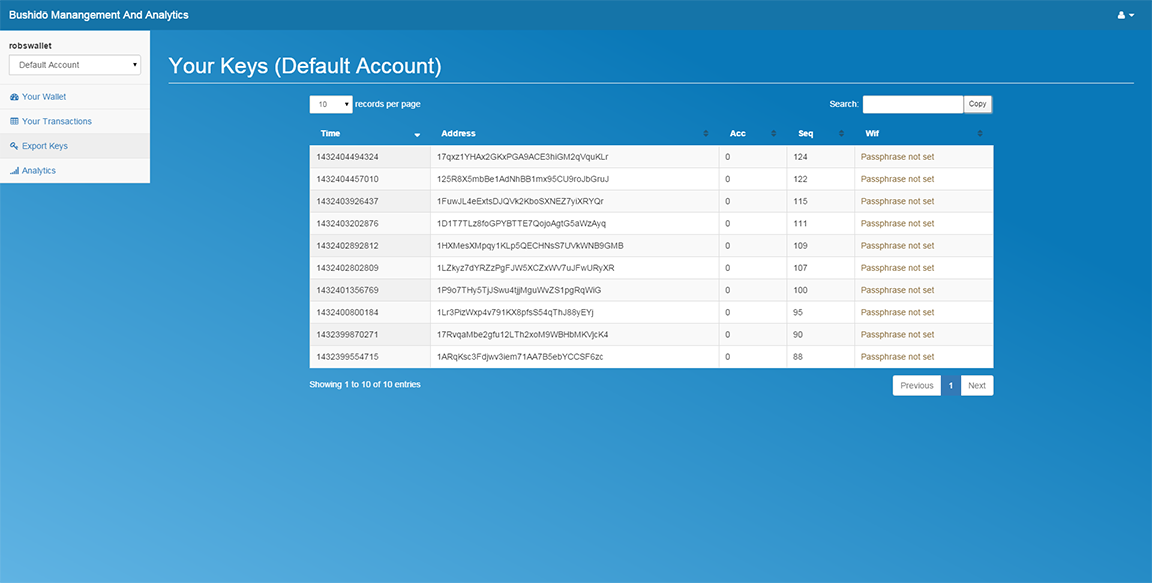 Bushidō Manangement And Analytics
robswallet
Default Account
Your Wallet
Your Transactions
Export Keys
Analytics
Your Keys (Default Account)
10 records per page Search: Copy
Time Address Acc Seq Wif
1432404494324 17qxz1YHAx2GKxPGA9ACE3hiGM2qVquKLr 0 124 Passphrase not set
1432404457010 125R8X5mbBe1AdNhBB1mx95CU9roJbGruJ 0 122 Passphrase not set
1432403926437 1FuwJL4eExtsDJQVk2KboSXNEZ7yiXRYQr 0 115 Passphrase not set
1432403202876 1D1T7TLz8foGPYBTTE7QojoAgtG5aWzAyq 0 111 Passphrase not set
1432402892812 1HXMesXMpqy1KLp5QECHNsS7UVkWNB9GMB 0 109 Passphrase not set
1432402802809 1LZkyz7dYRZzPgFJW5XCZxWV7uJFwURyXR 0 107 Passphrase not set
1432401356769 1P9o7THy5TjJSwu4tjjMguWvZS1pgRqWiG 0 100 Passphrase not set
1432400800184 1Lr3PizWxp4v791KX8pfsS54qThJ88yEYj 0 95 Passphrase not set
1432399870271 17RvqaMbe2gfu12LTh2xoM9WBHbMKVjcK4 0 90 Passphrase not set
1432399554715 1ARqKsc3Fdjwv3iem71AA7B5ebYCCSF6zc 0 88 Passphrase not set
Showing 1 to 10 of 10 entries Previous 1 Next